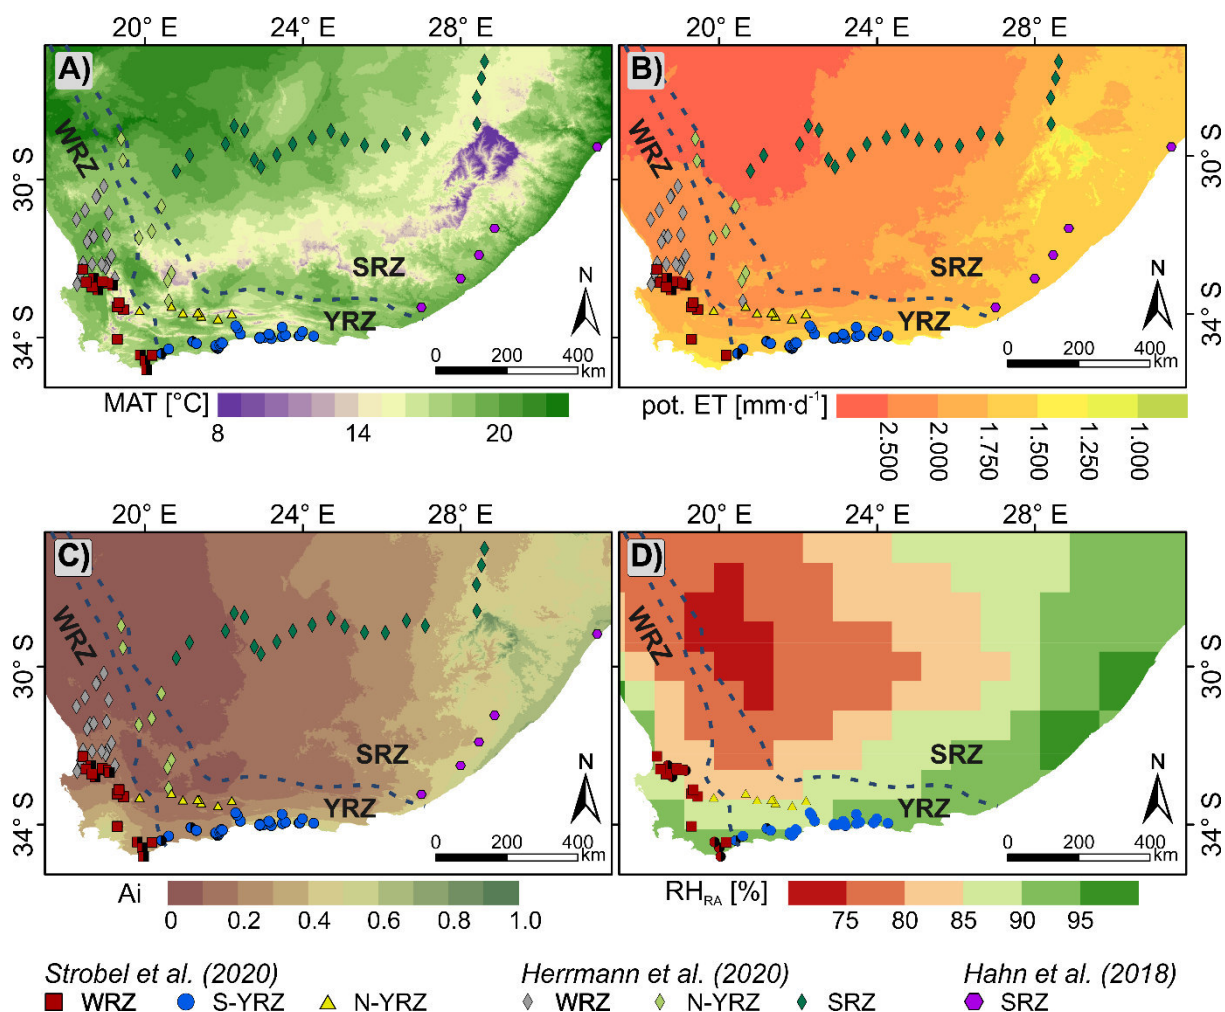 20° E 24° E 28° E
20° E 24° E 28° E
A)
B)
WRZ
WRZ
30° S
30° S
SRZ
SRZ
N
N
YRZ
YRZ
34° S
34° S
0 200 400
km
0 200 400
km
MAT [°C]
8 14 20
pot. ET [mm·d-1]
2.500 2.000 1.750 1.500 1.250 1.000
20° E 24° E 28° E
20° E 24° E 28° E
C)
D)
WRZ
WRZ
30° S
30° S
SRZ
SRZ
N
N
YRZ
YRZ
34° S
34° S
0 200 400
km
0 200 400
km
Ai
0 0.2 0.4 0.6 0.8 1.0
RHRA [%]
75 80 85 90 95
Strobel et al. (2020) Herrmann et al. (2020) Hahn et al. (2018)
WRZ S-YRZ N-YRZ WRZ N-YRZ SRZ SRZ